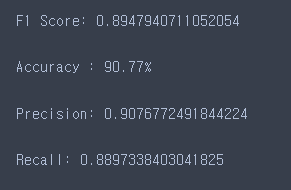 F1 Score: 0.8947940711052054
Accuracy : 90.77%
Precision: 0.9076772491844224
Recall: 0.8897338403041825